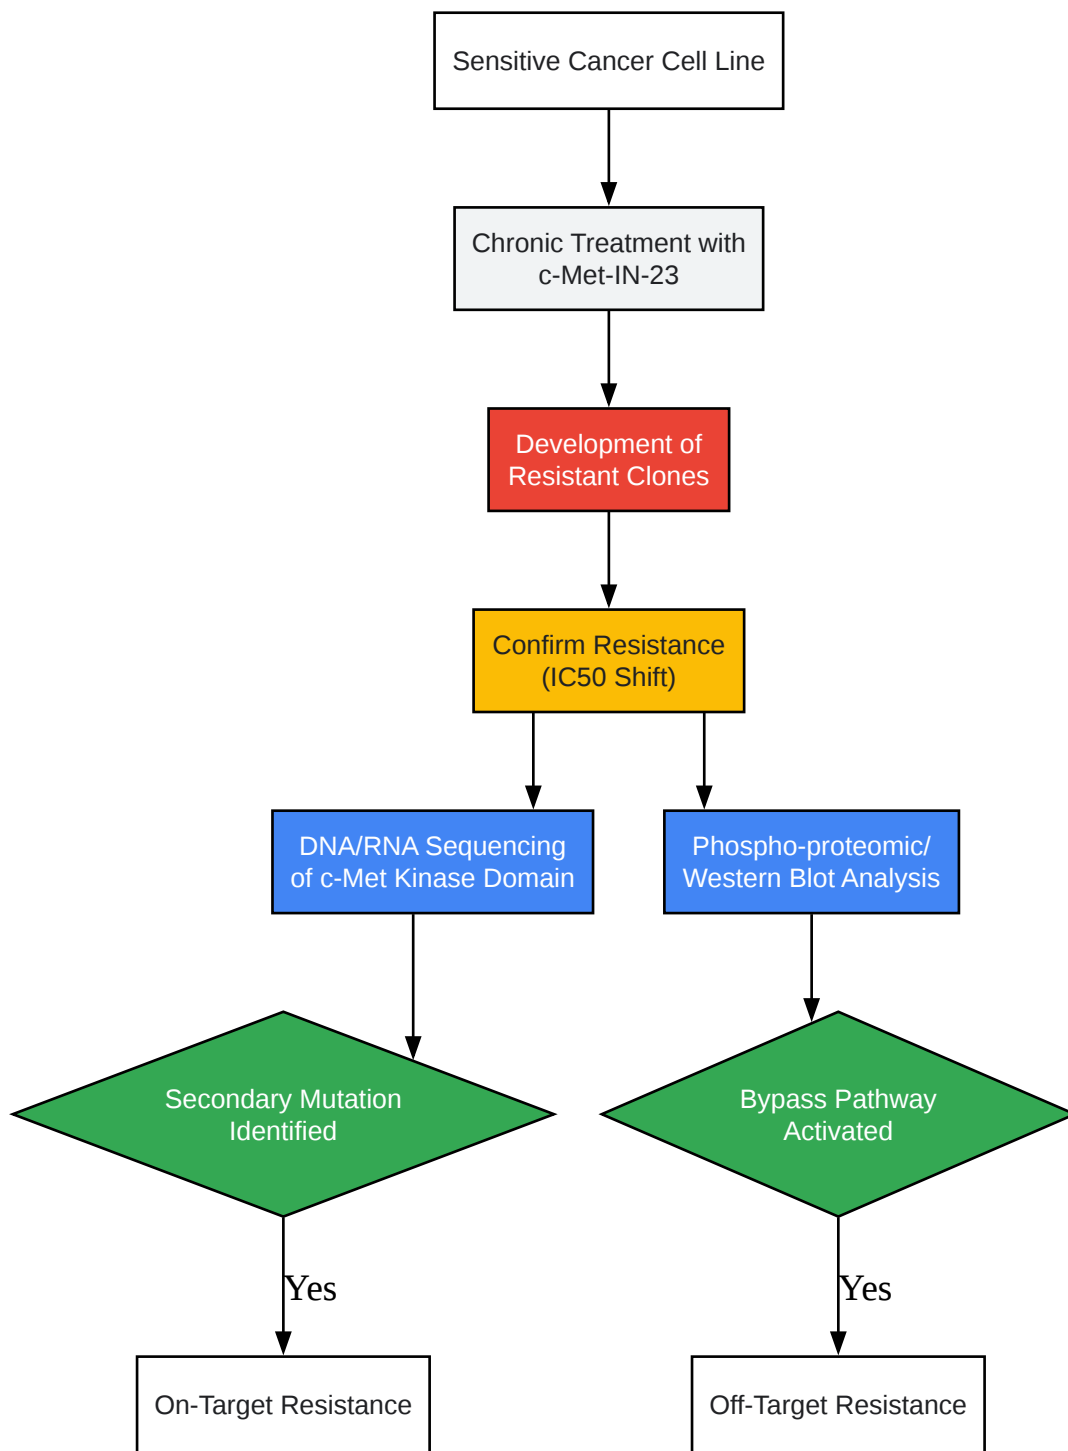 Sensitive Cancer Cell Line
Chronic Treatment with
c-Met-IN-23
Development of
Resistant Clones
Confirm Resistance
(IC50 Shift)
DNA/RNA Sequencing
of c-Met Kinase Domain
Phospho-proteomic/
Western Blot Analysis
Secondary Mutation
Identified
Bypass Pathway
Activated
Yes
Yes
On-Target Resistance
Off-Target Resistance